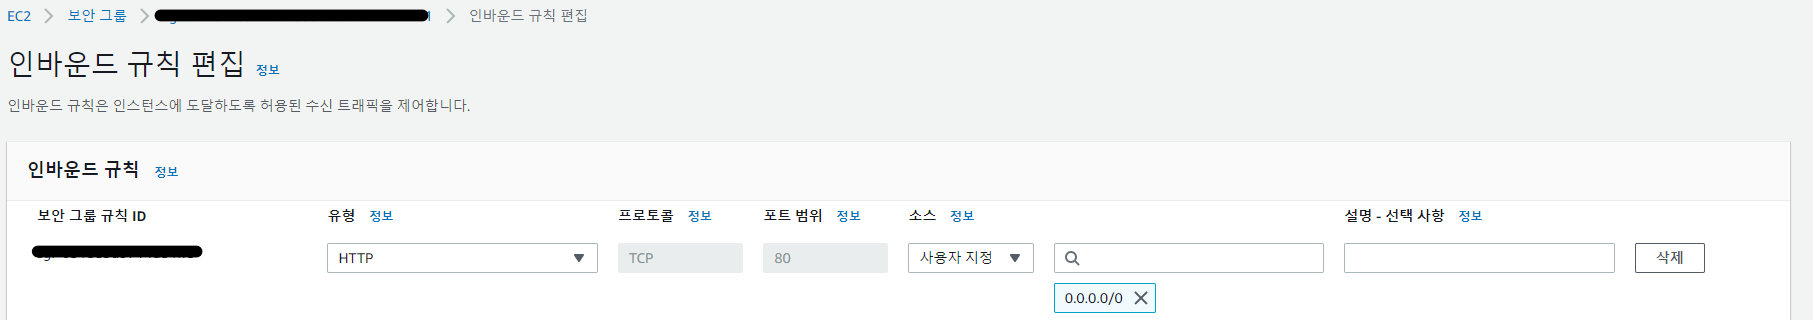 EC2 > 보안 그룹 > > 인바운드 규칙 편집
인바운드 규칙 편집 정보
인바운드 규칙은 인스턴스에 도달하도록 허용된 수신 트래픽을 제어합니다.
인바운드 규칙 정보
보안 그룹 규칙 ID 유형 정보 프로토콜 정보 포트 범위 정보 소스 정보 설명 - 선택 사항 정보
HTTP TCP 80 사용자 지정 삭제
0.0.0.0/0